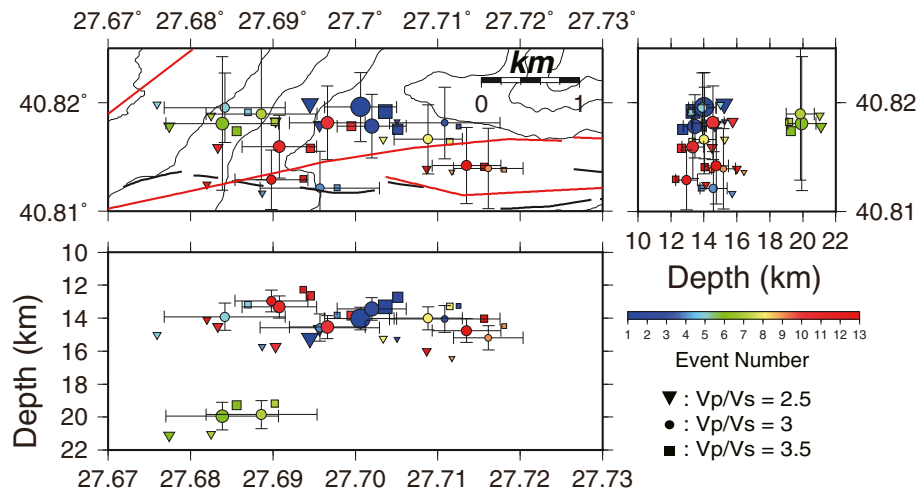 27.67˚ 27.68˚ 27.69˚ 27.7˚ 27.71˚ 27.72˚ 27.73˚
km
0 1
40.82˚
40.81˚
40.82
40.81
10 12 14 16 18 20 22
Depth (km)
10
12
14
16
18
20
22
Depth (km)
27.67 27.68 27.69 27.70 27.71 27.72 27.73
1 2 3 4 5 6 7 8 9 10 11 12 13
Event Number
: Vp/Vs = 2.5
: Vp/Vs = 3
: Vp/Vs = 3.5